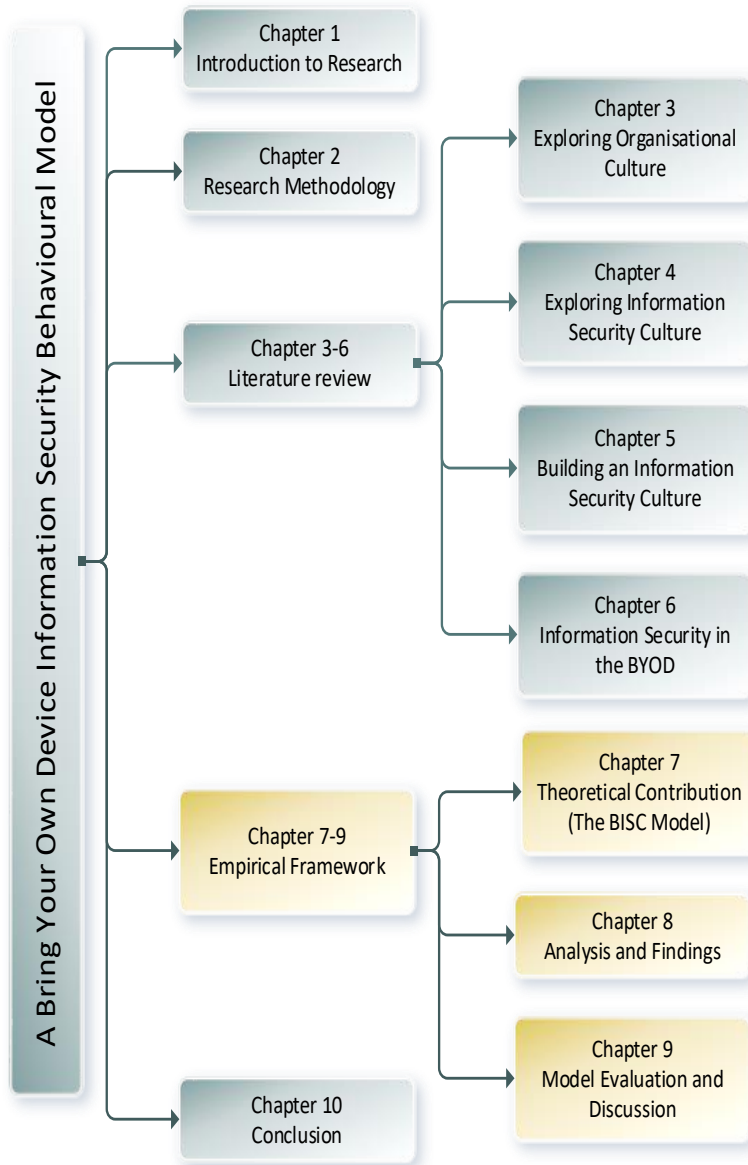 A Bring Your Own Device Information Security Behavioural Model
Chapter 1
Introduction to Research
Chapter 2
Research Methodology
Chapter 3-6
Literature review
Chapter 3
Exploring Organisational
Culture
Chapter 4
Exploring Information
Security Culture
Chapter 5
Building an Information
Security Culture
Chapter 6
Information Security in
the BYOD
Chapter 7-9
Empirical Framework
Chapter 7
Theoretical Contribution
(The BISC Model)
Chapter 8
Analysis and Findings
Chapter 9
Model Evaluation and
Discussion
Chapter 10
Conclusion